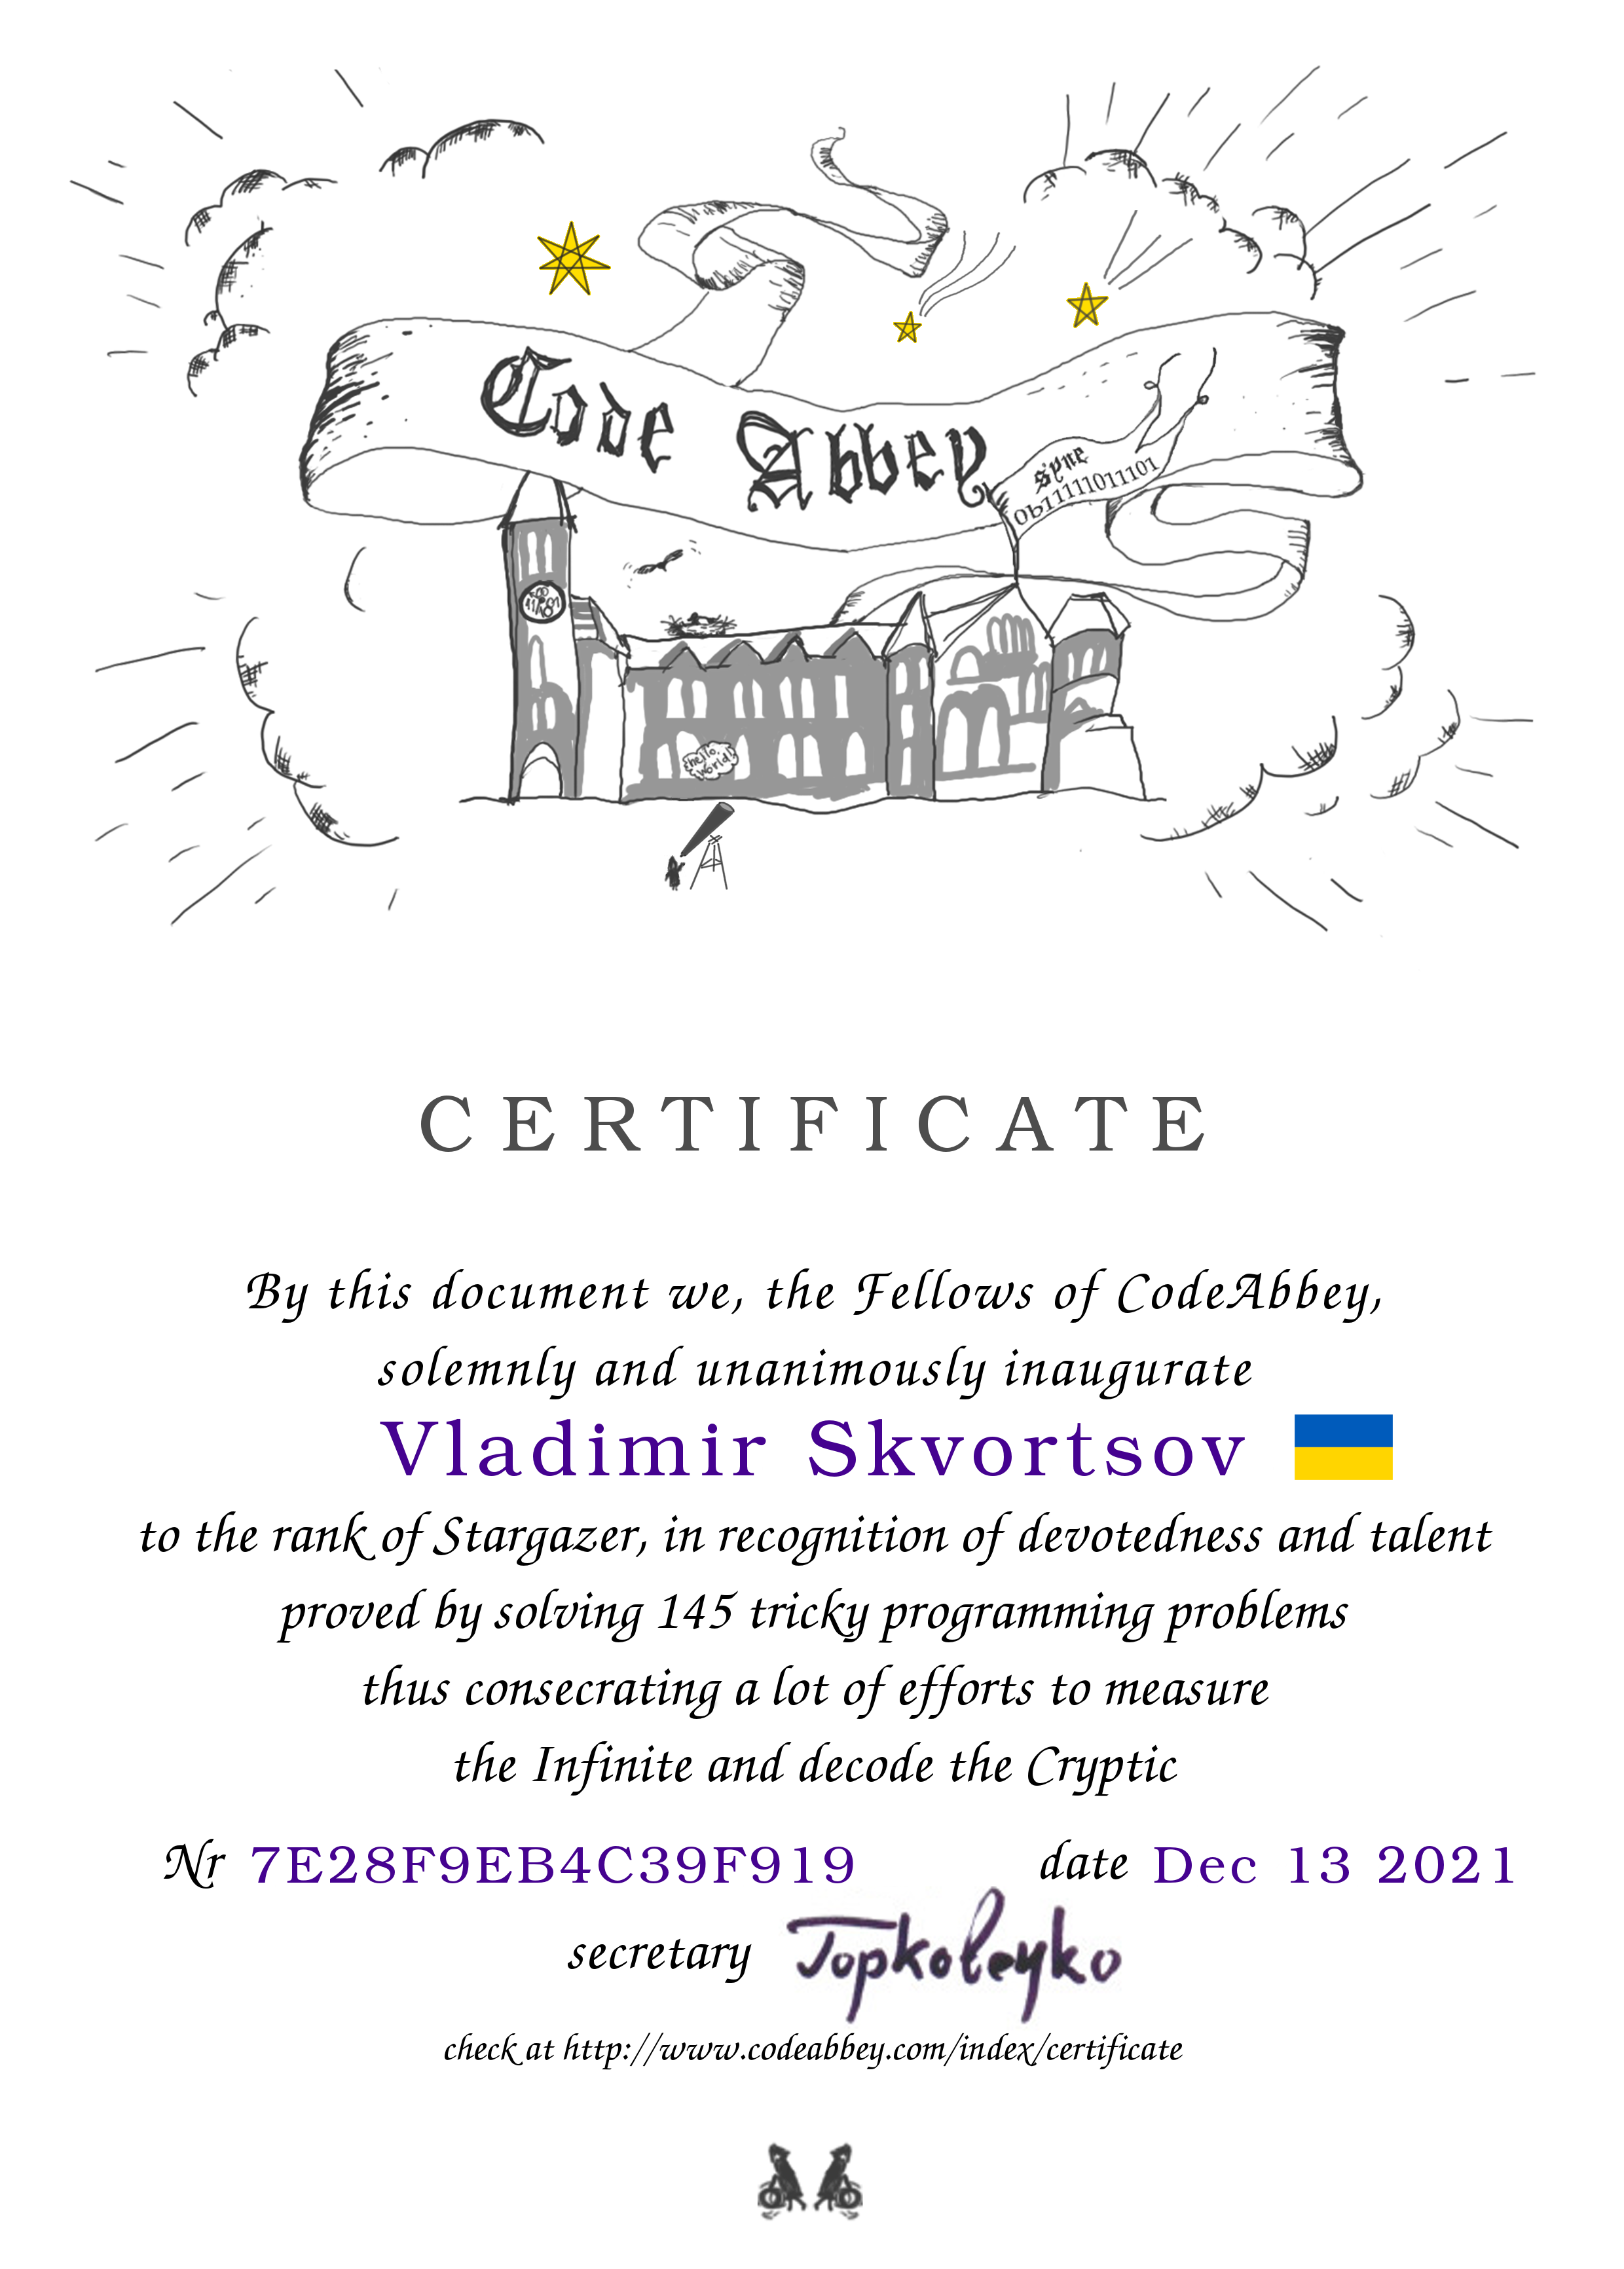 Code Abbey
syne
0b11111011101
hello,
world!
CERTIFICATE
By this document we, the Fellows of CodeAbbey,
solemnly and unanimously inaugurate
Vladimir Skvortsov
to the rank of Stargazer, in recognition of devotedness and talent
proved by solving 145 tricky programming problems
thus consecrating a lot of efforts to measure
the Infinite and decode the Cryptic
Nr 7E28F9EB4C39F919 date Dec 13 2021
secretary
check at http://www.codeabbey.com/index/certificate